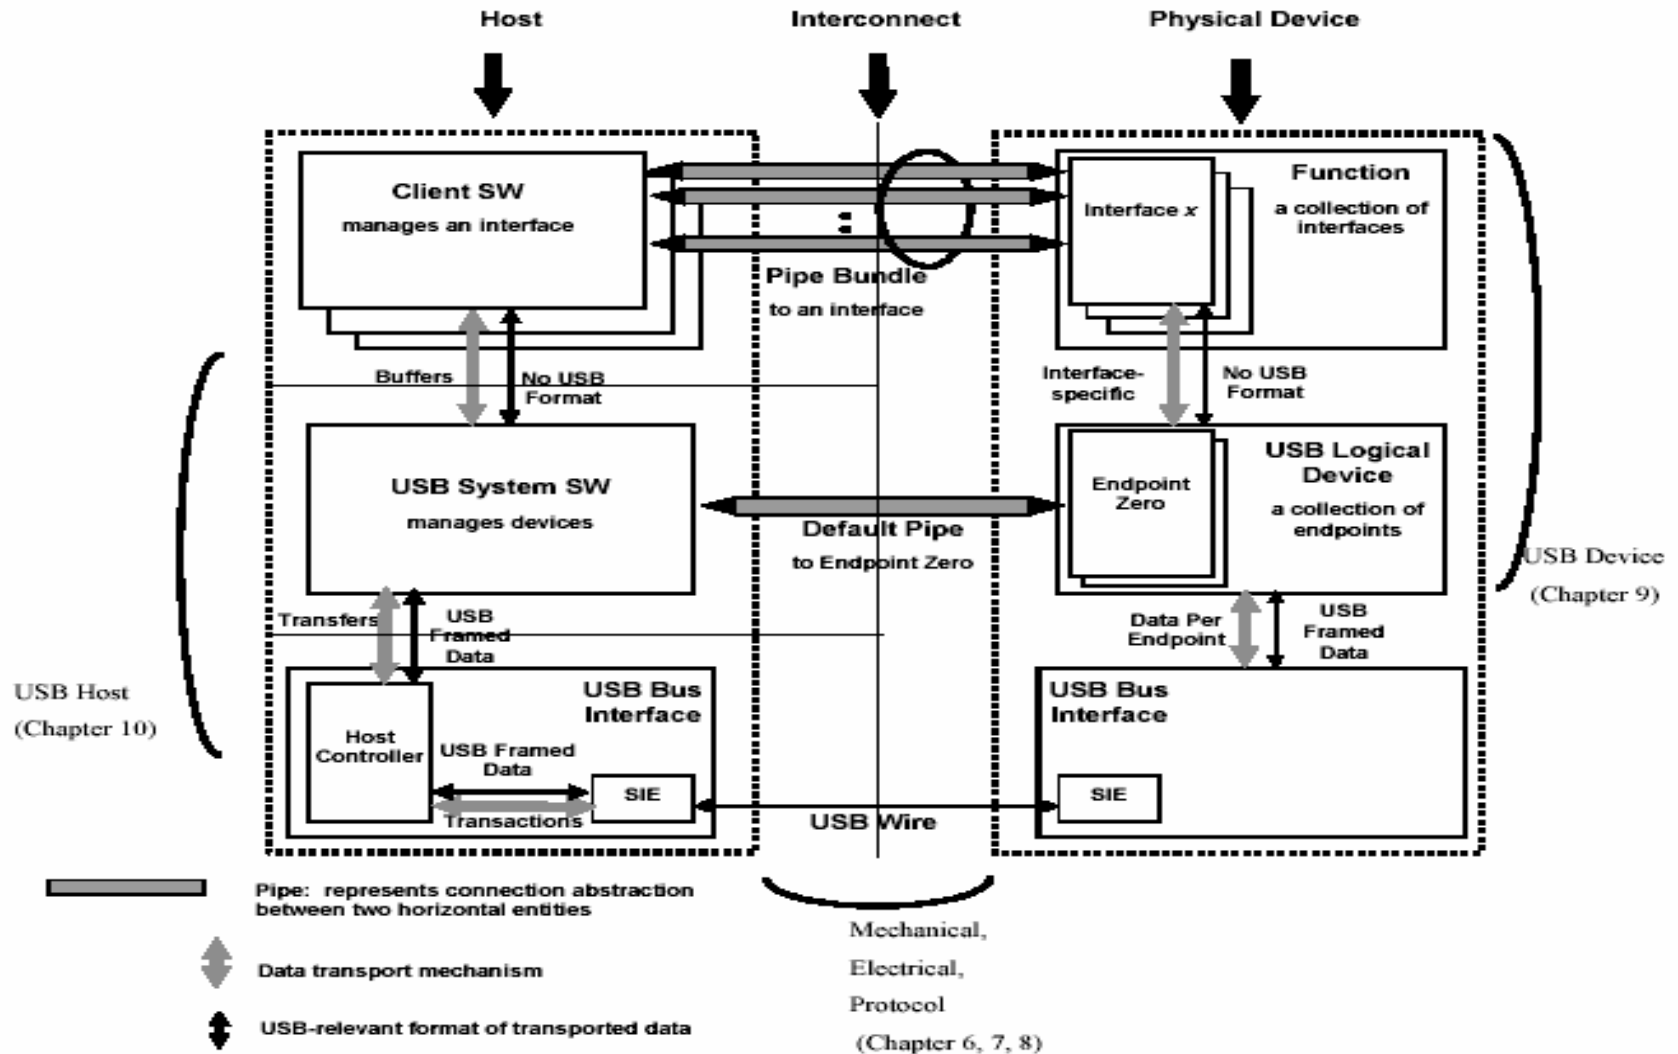 Host
Interconnect
Physical Device
Client SW
manages an interface
Pipe Bundle
to an interface
Interface x
Function
a collection of
interfaces
Buffers
No USB
Format
Interface-
specific
No USB
Format
USB System SW
manages devices
Default Pipe
to Endpoint Zero
Endpoint
Zero
USB Logical
Device
a collection of
endpoints
USB Device
(Chapter 9)
Transfers
USB
Framed
Data
Data Per
Endpoint
USB
Framed
Data
USB Host
(Chapter 10)
Host
Controller
USB Bus
Interface
USB Framed
Data
Transactions
SIE
USB Wire
USB Bus
Interface
SIE
Pipe: represents connection abstraction
between two horizontal entities
Data transport mechanism
USB-relevant format of transported data
Mechanical,
Electrical,
Protocol
(Chapter 6, 7, 8)